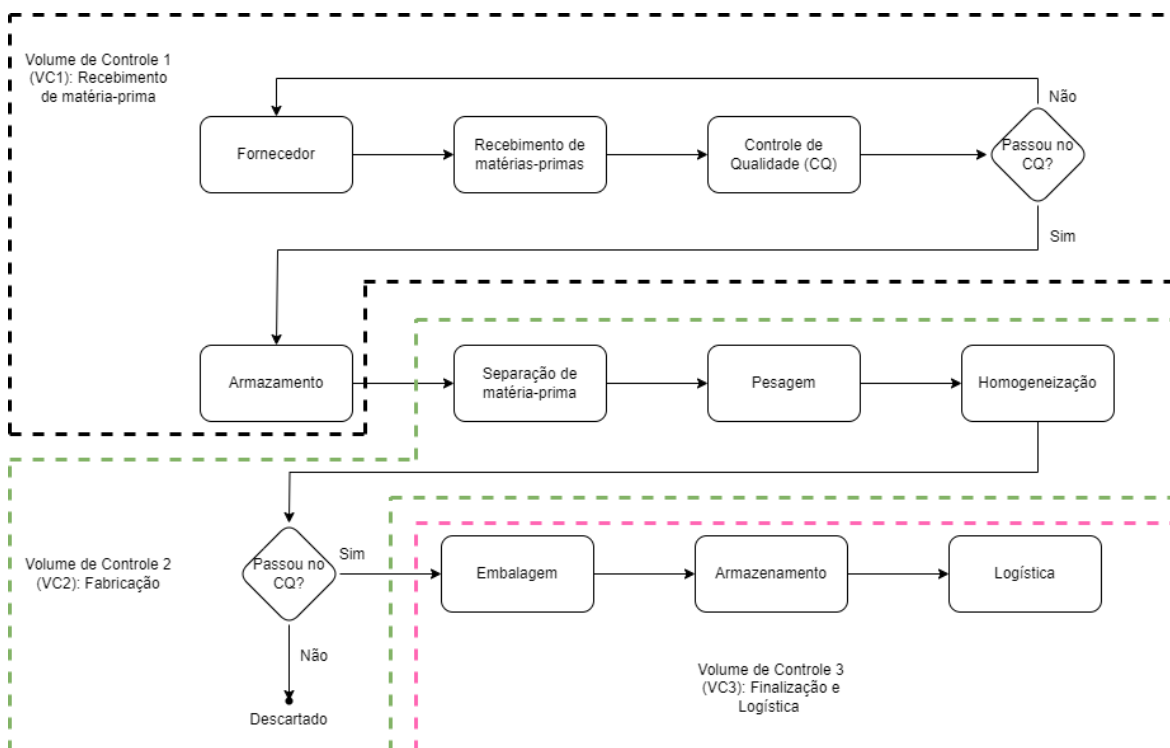 Volume de Controle 1
(VC1): Recebimento
de matéria-prima
Não
Fornecedor
Recebimento de
matérias-primas
Controle de
Qualidade (CQ)
Passou no
CQ?
Sim
Armazamento
Separação de
matéria-prima
Pesagem
Homogeneização
Volume de Controle 2
(VC2): Fabricação
Passou no
CQ?
Sim
Embalagem
Armazenamento
Logística
Não
Descartado
Volume de Controle 3
(VC3): Finalização e
Logística